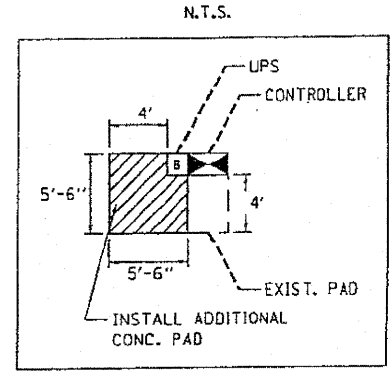 N.T.S.
UPS
CONTROLLER
4'
B
5'-6"
4'
5'-6"
EXIST. PAD
INSTALL ADDITIONAL
CONC. PAD